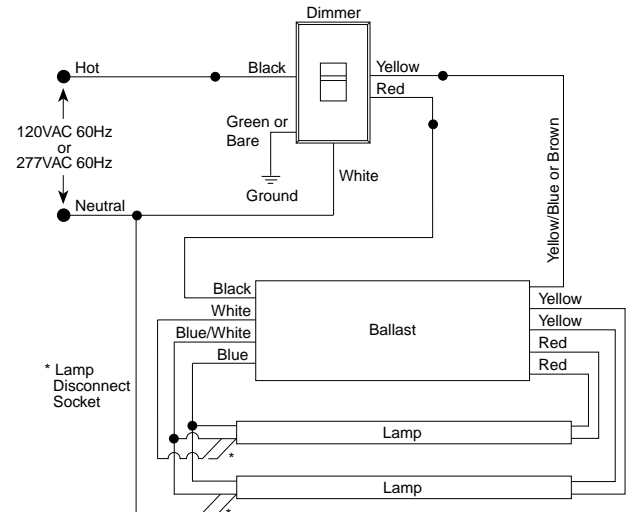 Dimmer
Hot
Black
Yellow
Red
Green or
Bare
120VAC 60Hz
or
277VAC 60Hz
White
Ground
Neutral
Yellow/Blue or Brown
Black
White
Blue/White
Blue
Ballast
Yellow
Yellow
Red
Red
* Lamp
Disconnect
Socket
Lamp
*
Lamp
*